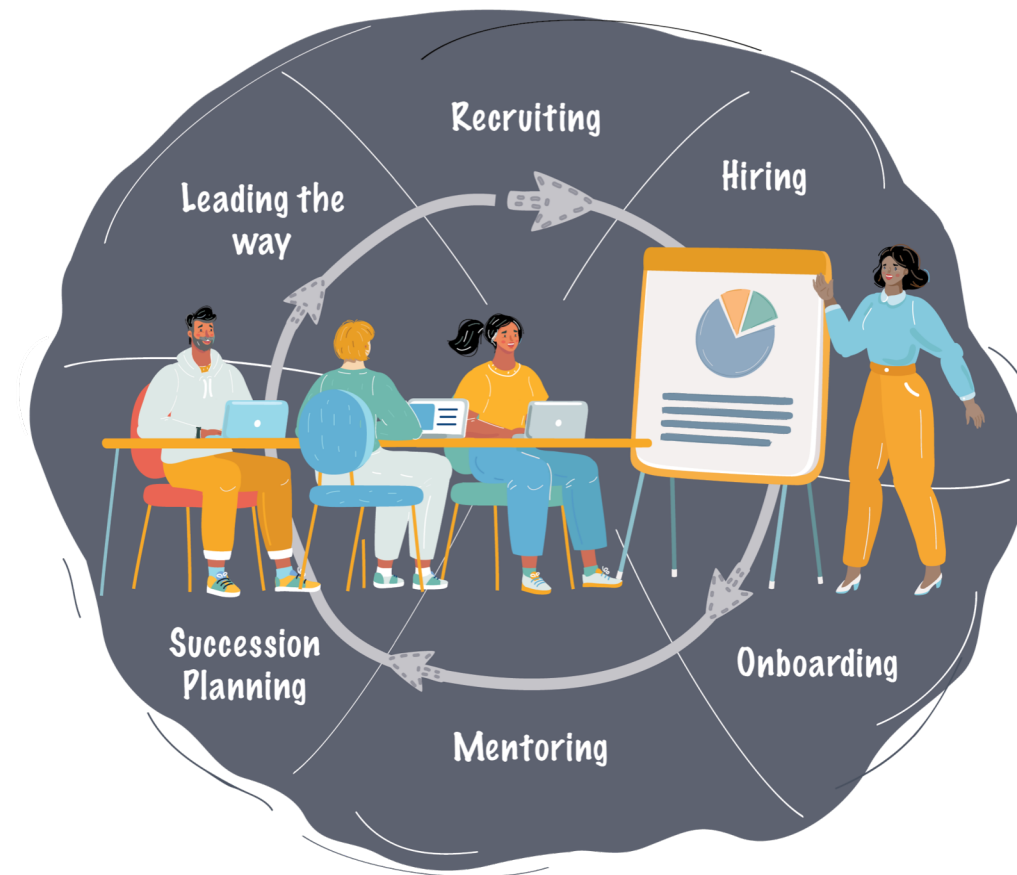 Recruiting
Hiring
Onboarding
Mentoring
Succession
Planning
Leading the
way